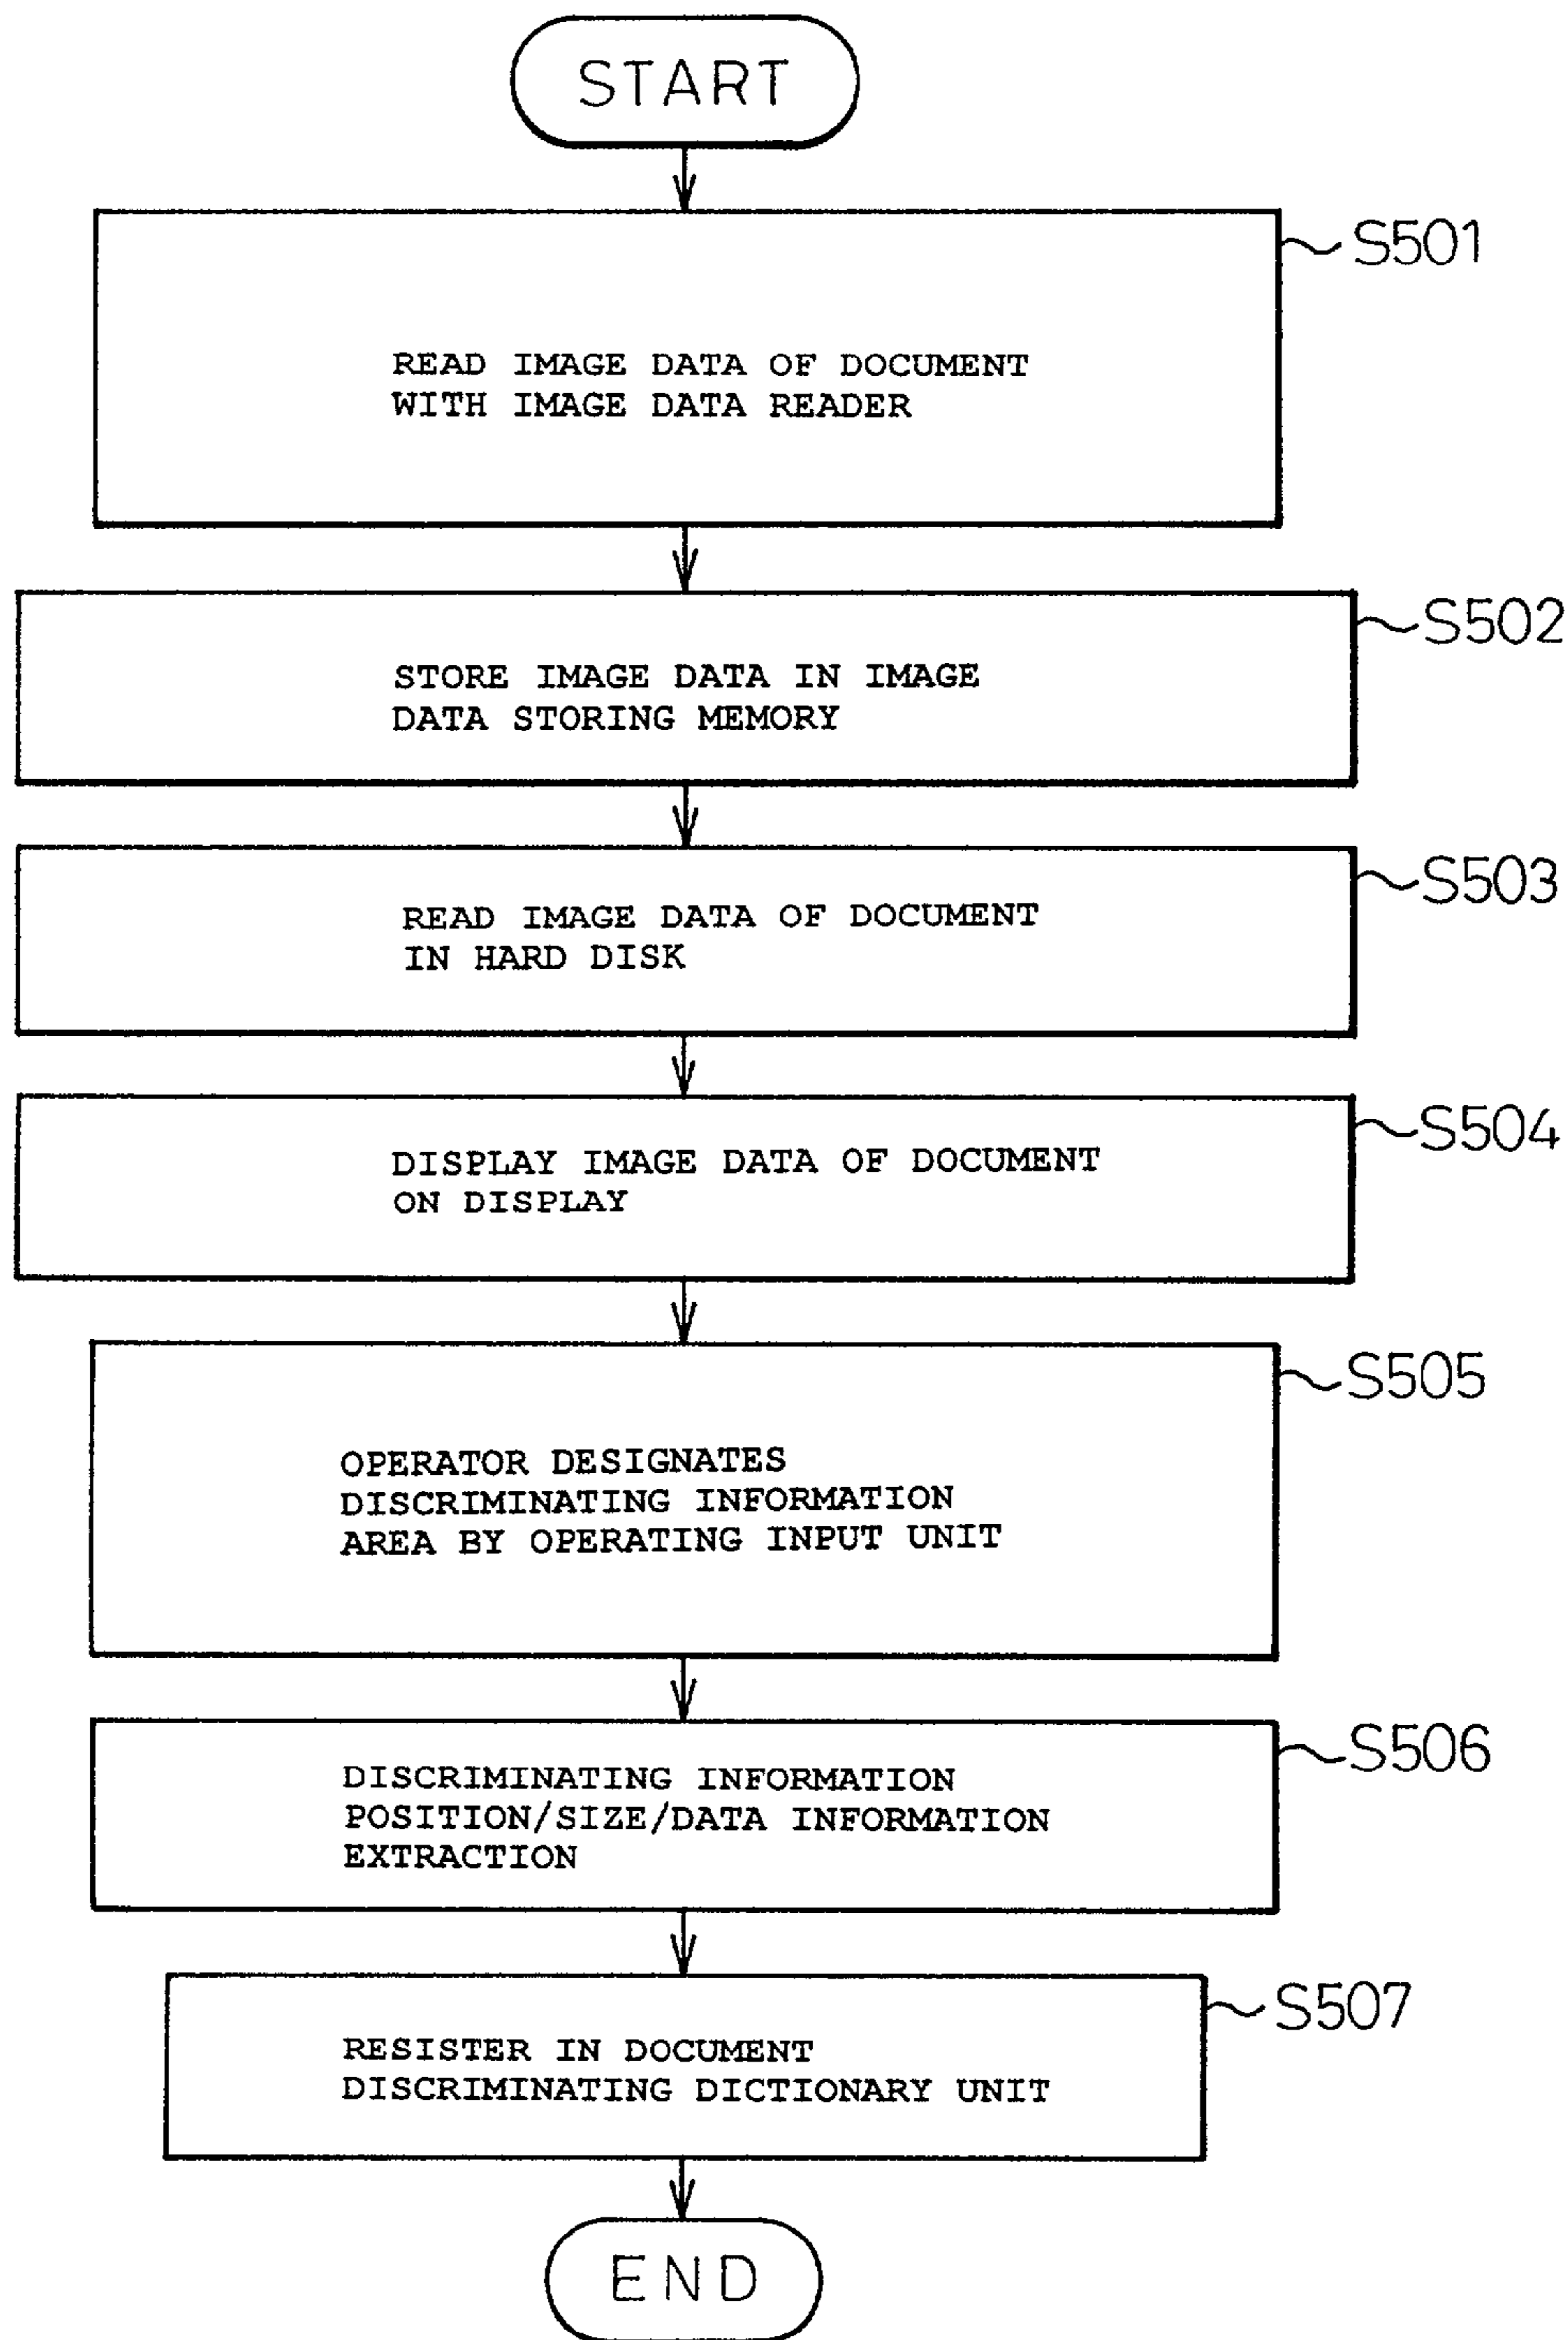 START
S501
READ IMAGE DATA OF DOCUMENT
WITH IMAGE DATA READER
S502
STORE IMAGE DATA IN IMAGE
DATA STORING MEMORY
S503
READ IMAGE DATA OF DOCUMENT
IN HARD DISK
S504
DISPLAY IMAGE DATA OF DOCUMENT
ON DISPLAY
S505
OPERATOR DESIGNATES
DISCRIMINATING INFORMATION
AREA BY OPERATING INPUT UNIT
S506
DISCRIMINATING INFORMATION
POSITION/SIZE/DATA INFORMATION
EXTRACTION
S507
RESISTER IN DOCUMENT
DISCRIMINATING DICTIONARY UNIT
END